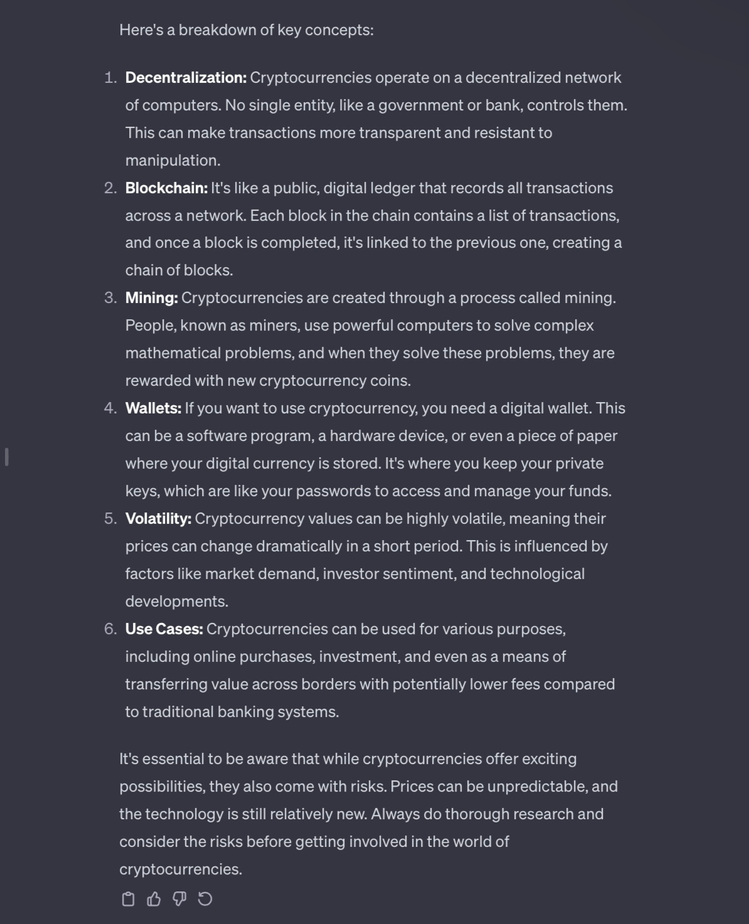 Here's a breakdown of key concepts:
1. Decentralization: Cryptocurrencies operate on a decentralized network
of computers. No single entity, like a government or bank, controls them.
This can make transactions more transparent and resistant to
manipulation.
2. Blockchain: It's like a public, digital ledger that records all transactions
across a network. Each block in the chain contains a list of transactions,
and once a block is completed, it's linked to the previous one, creating a
chain of blocks.
3. Mining: Cryptocurrencies are created through a process called mining.
People, known as miners, use powerful computers to solve complex
mathematical problems, and when they solve these problems, they are
rewarded with new cryptocurrency coins.
4. Wallets: If you want to use cryptocurrency, you need a digital wallet. This
can be a software program, a hardware device, or even a piece of paper
where your digital currency is stored. It's where you keep your private
keys, which are like your passwords to access and manage your funds.
5. Volatility: Cryptocurrency values can be highly volatile, meaning their
prices can change dramatically in a short period. This is influenced by
factors like market demand, investor sentiment, and technological
developments.
6. Use Cases: Cryptocurrencies can be used for various purposes,
including online purchases, investment, and even as a means of
transferring value across borders with potentially lower fees compared
to traditional banking systems.
It's essential to be aware that while cryptocurrencies offer exciting
possibilities, they also come with risks. Prices can be unpredictable, and
the technology is still relatively new. Always do thorough research and
consider the risks before getting involved in the world of
cryptocurrencies.